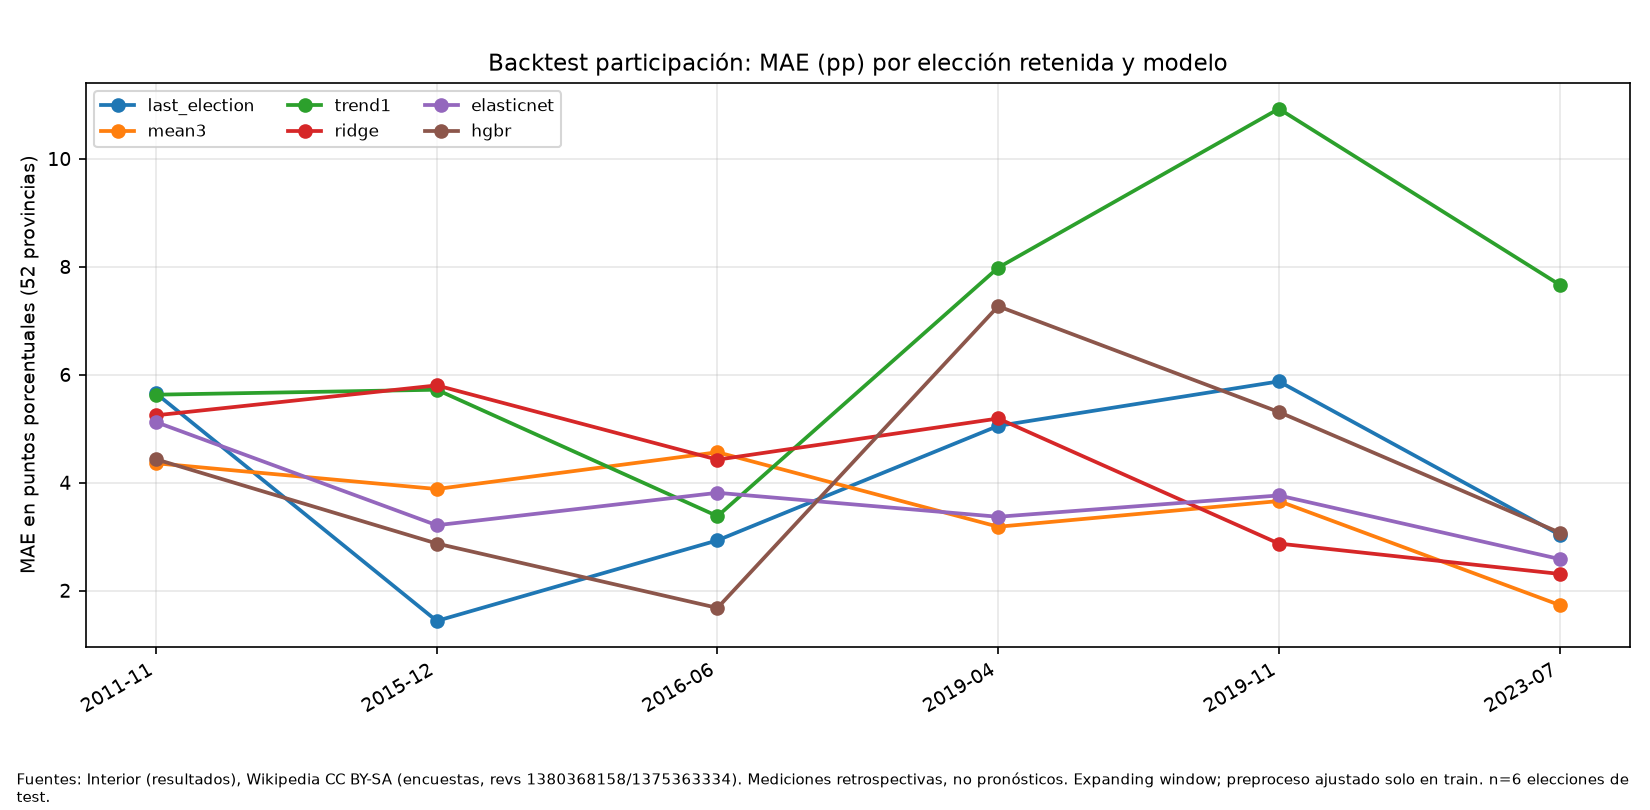 Backtest participación: MAE (pp) por elección retenida y modelo
last_election
mean3
trend1
ridge
elasticnet
hgbr
MAE en puntos porcentuales (52 provincias)
10
8
6
4
2
2011-11
2015-12
2016-06
2019-04
2019-11
2023-07
Fuentes: Interior (resultados), Wikipedia CC BY-SA (encuestas, revs 1380368158/1375363334). Mediciones retrospectivas, no pronósticos. Expanding window; preproceso ajustado solo en train. n=6 elecciones de
test.